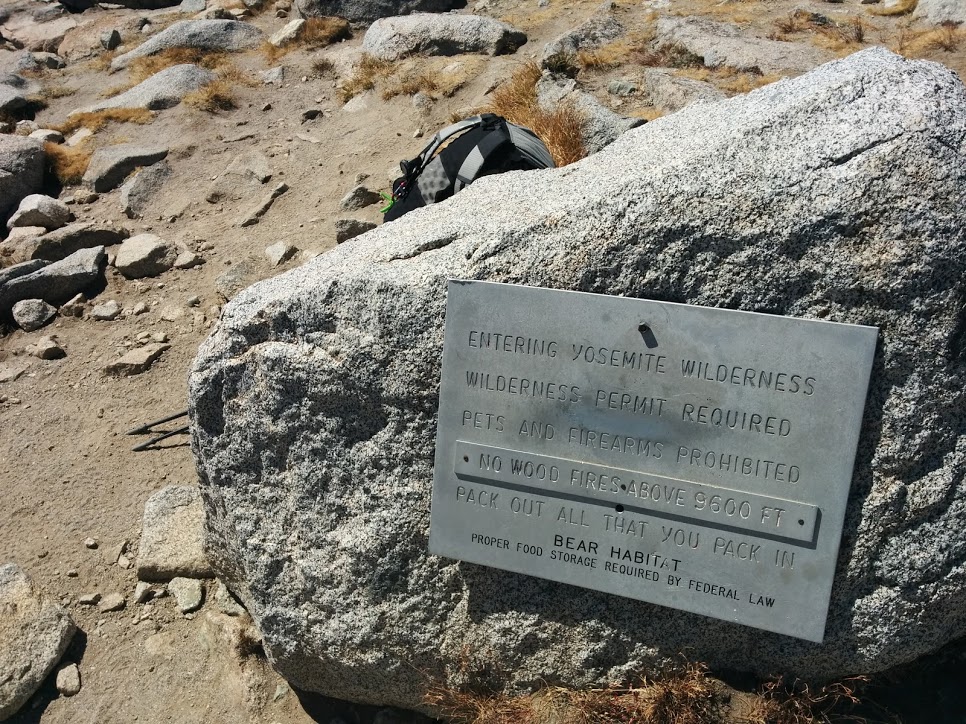 ENTERING YOSEMITE WILDERNESS
WILDERNESS PERMIT REQUIRED
PETS AND FIREARMS PROHIBITED
NO WOOD FIRES ABOVE 9600 FT
PACK OUT ALL THAT YOU PACK IN
BEAR HABITAT
PROPER FOOD STORAGE REQUIRED BY FEDERAL LAW